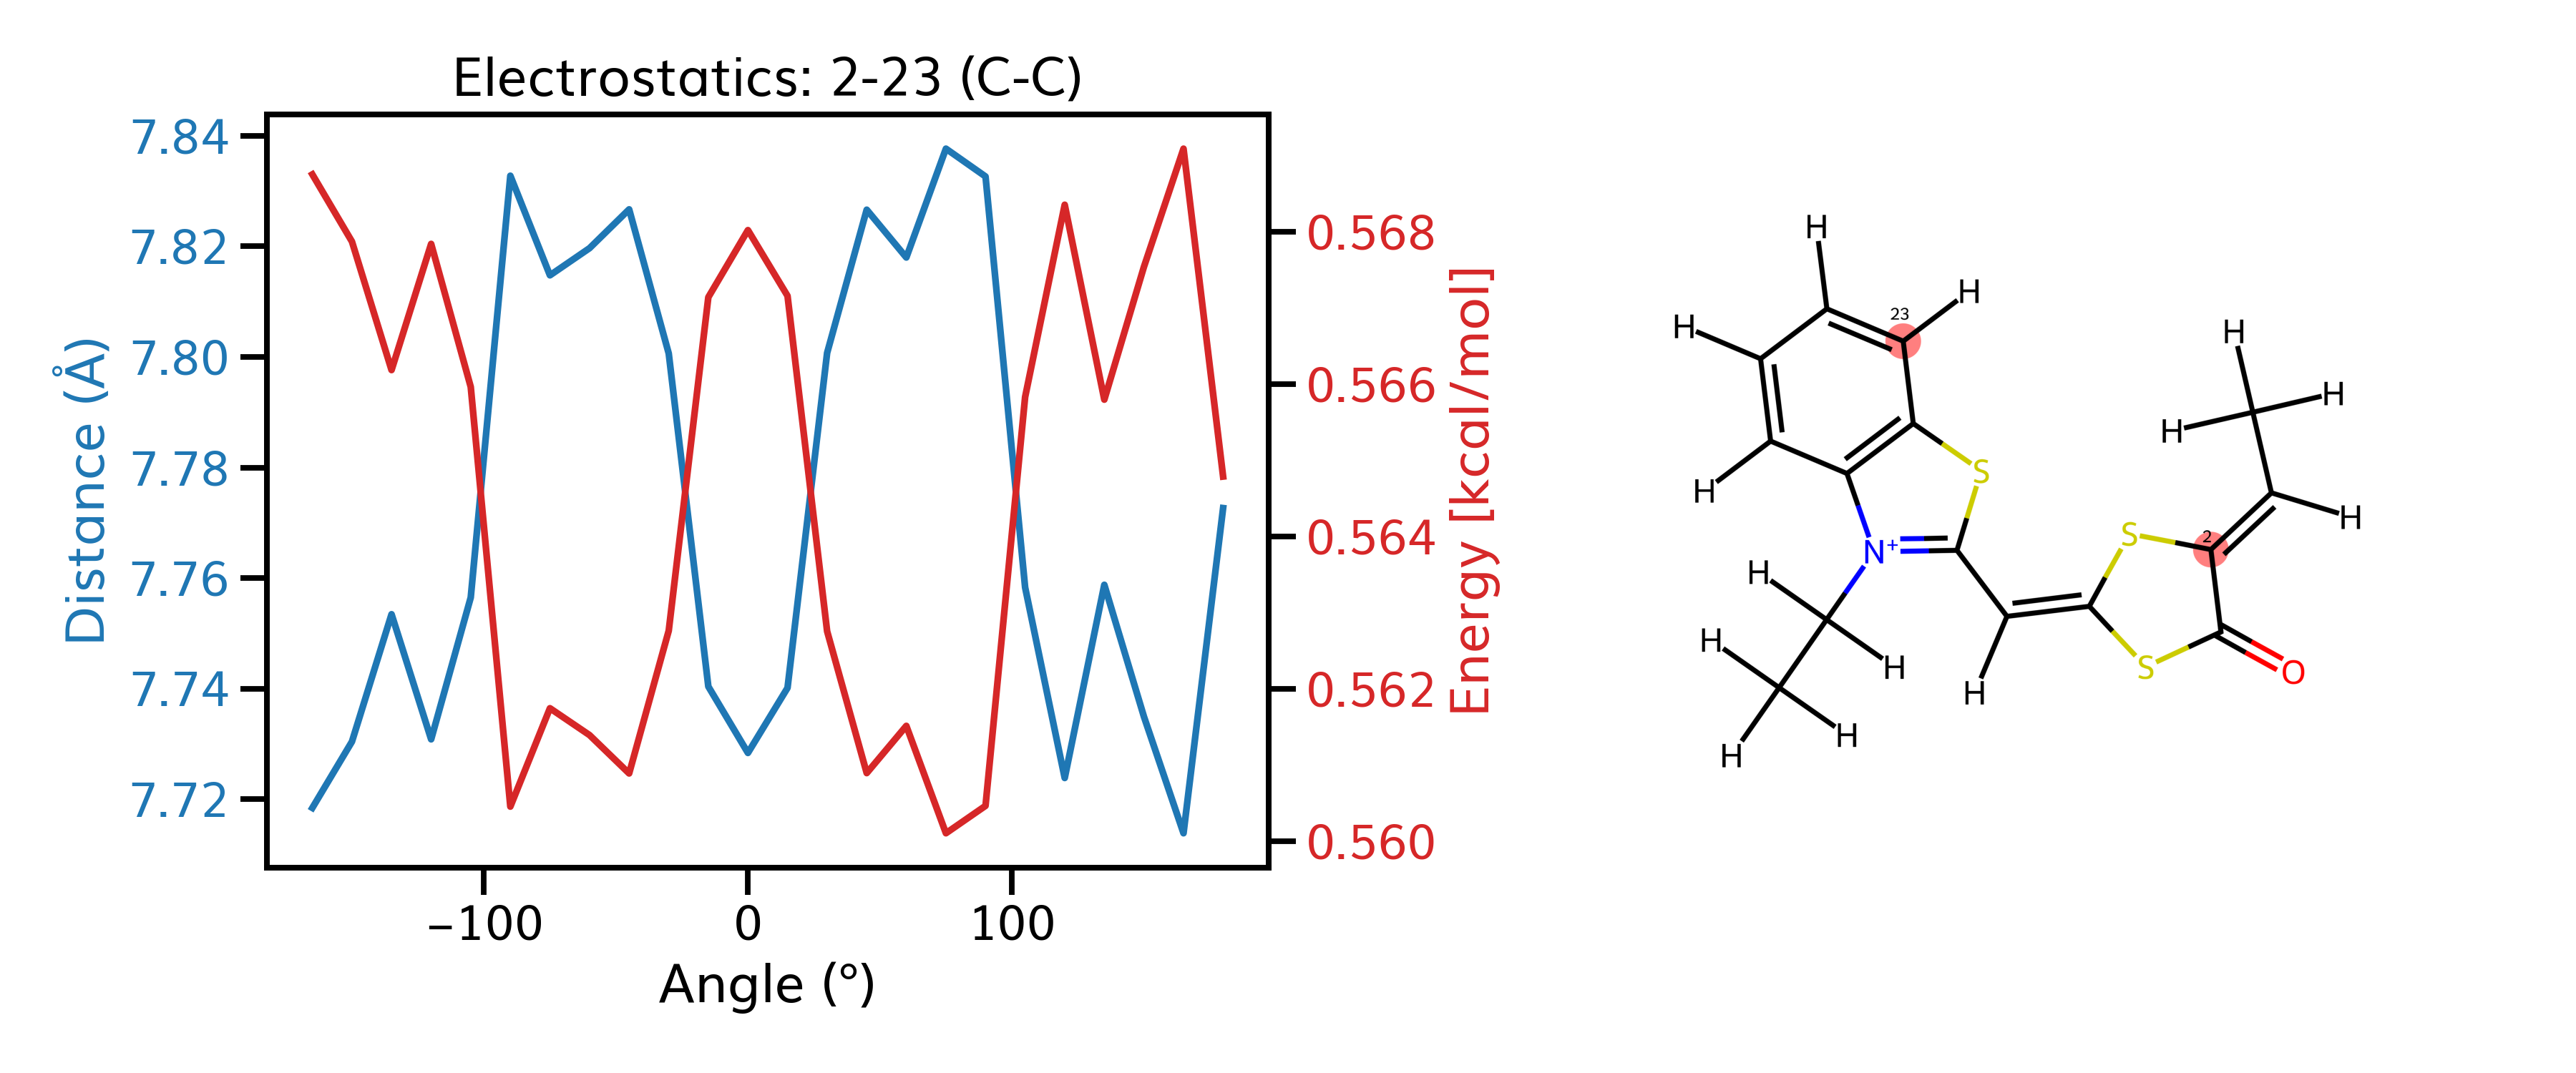 Electrostatics: 2-23 (C-C)
Distance (Å)
7.84
7.82
7.80
7.78
7.76
7.74
7.72
0.568
0.566
0.564
0.562
0.560
Energy [kcal/mol]
−100
0
100
Angle (°)
H
H
H
23
H
S
N+
H
H
H
H
H
H
H
S
S
2
O
H
H
H
H